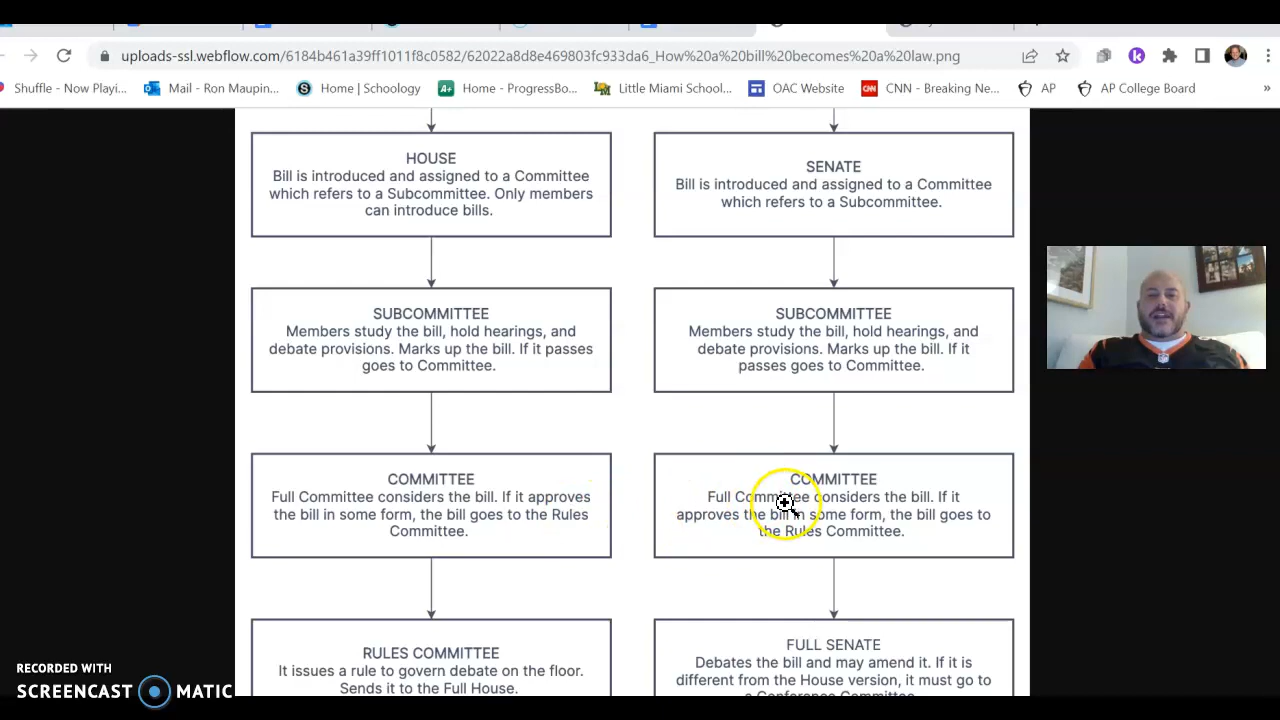 uploads-ssl.webflow.com/6184b461a39ff1011f8c0582/62022a8d8e469803fc933da6_How%20a%20bill%20becomes%20a%20law.png
Shuffle - Now Playi... Mail - Ron Maupin... Home | Schoology Home - ProgressBo... Little Miami School... OAC Website CNN - Breaking Ne... AP AP College Board »
HOUSE
Bill is introduced and assigned to a Committee
which refers to a Subcommittee. Only members
can introduce bills.
SENATE
Bill is introduced and assigned to a Committee
which refers to a Subcommittee.
SUBCOMMITTEE
Members study the bill, hold hearings, and
debate provisions. Marks up the bill. If it passes
goes to Committee.
SUBCOMMITTEE
Members study the bill, hold hearings, and
debate provisions. Marks up the bill. If it
passes goes to Committee.
COMMITTEE
Full Committee considers the bill. If it approves
the bill in some form, the bill goes to the Rules
Committee.
COMMITTEE
Full Committee considers the bill. If it
approves the bill in some form, the bill goes to
the Rules Committee.
RULES COMMITTEE
It issues a rule to govern debate on the floor.
Sends it to the Full House.
FULL SENATE
Debates the bill and may amend it. If it is
different from the House version, it must go to
a Conference Committee.
RECORDED WITH
SCREENCAST MATIC